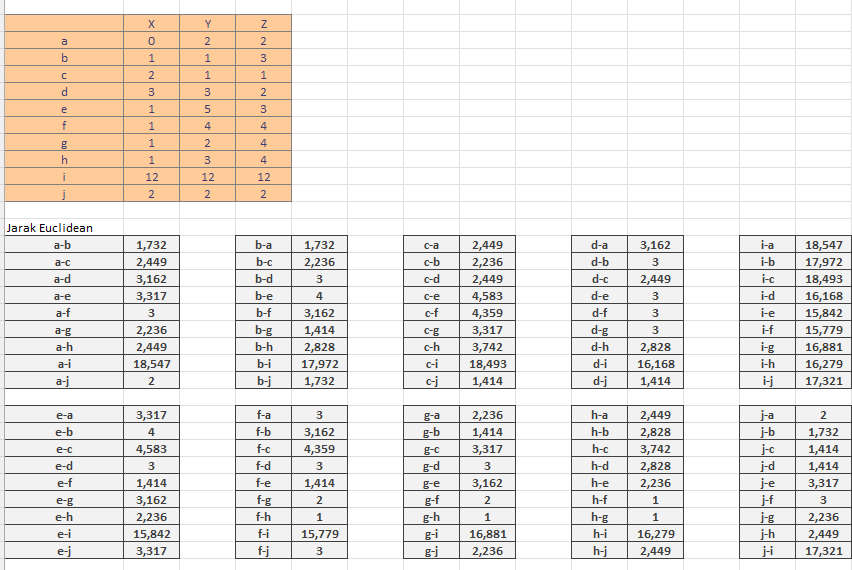 X Y Z
a 0 2 2
b 1 1 3
c 2 1 1
d 3 3 2
e 1 5 3
f 1 4 4
g 1 2 4
h 1 3 4
i 12 12 12
j 2 2 2
Jarak Euclidean
a-b 1,732 b-a 1,732 c-a 2,449 d-a 3,162 i-a 18,547
a-c 2,449 b-c 2,236 c-b 2,236 d-b 3 i-b 17,972
a-d 3,162 b-d 3 c-d 2,449 d-c 2,449 i-c 18,493
a-e 3,317 b-e 4 c-e 4,583 d-e 3 i-d 16,168
a-f 3 b-f 3,162 c-f 4,359 d-f 3 i-e 15,842
a-g 2,236 b-g 1,414 c-g 3,317 d-g 3 i-f 15,779
a-h 2,449 b-h 2,828 c-h 3,742 d-h 2,828 i-g 16,881
a-i 18,547 b-i 17,972 c-i 18,493 d-i 16,168 i-h 16,279
a-j 2 b-j 1,732 c-j 1,414 d-j 1,414 i-j 17,321
e-a 3,317 f-a 3 g-a 2,236 h-a 2,449 j-a 2
e-b 4 f-b 3,162 g-b 1,414 h-b 2,828 j-b 1,732
e-c 4,583 f-c 4,359 g-c 3,317 h-c 3,742 j-c 1,414
e-d 3 f-d 3 g-d 3 h-d 2,828 j-d 1,414
e-f 1,414 f-e 1,414 g-e 3,162 h-e 2,236 j-e 3,317
e-g 3,162 f-g 2 g-f 2 h-f 1 j-f 3
e-h 2,236 f-h 1 g-h 1 h-g 1 j-g 2,236
e-i 15,842 f-i 15,779 g-i 16,881 h-i 16,279 j-h 2,449
e-j 3,317 f-j 3 g-j 2,236 h-j 2,449 j-i 17,321